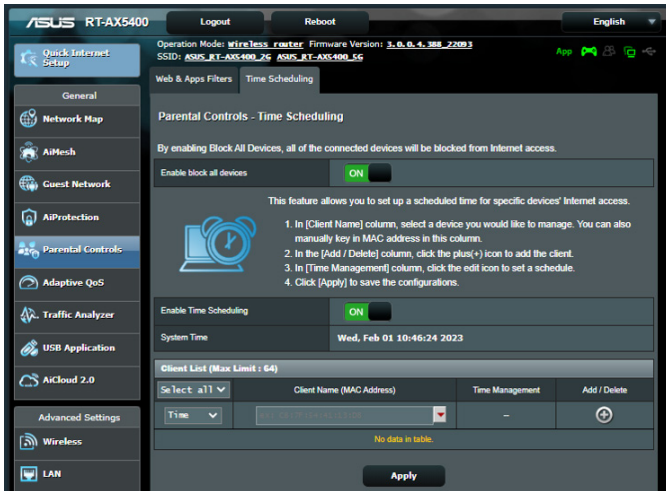 ASUS RT-AX5400
Logout
Reboot
English
Quick Internet
Setup
General
Network Map
AiMesh
Guest Network
AiProtection
Parental Controls
Adaptive QoS
Traffic Analyzer
USB Application
AiCloud 2.0
Advanced Settings
Wireless
LAN
Operation Mode: Wireless router Firmware Version: 3.0.0.4.388_22093
SSID: ASUS_RT-AX5400_2G ASUS_RT-AX5400_5G
App
Web & Apps Filters
Time Scheduling
Parental Controls - Time Scheduling
By enabling Block All Devices, all of the connected devices will be blocked from Internet access.
Enable block all devices
ON
This feature allows you to set up a scheduled time for specific devices' Internet access.
1. In [Client Name] column, select a device you would like to manage. You can also
manually key in MAC address in this column.
2. In the [Add / Delete] column, click the plus(+) icon to add the client.
3. In [Time Management] column, click the edit icon to set a schedule.
4. Click [Apply] to save the configurations.
Enable Time Scheduling
ON
System Time
Wed, Feb 01 10:46:24 2023
Client List (Max Limit : 64)
Select all
Client Name (MAC Address)
Time Management
Add / Delete
Time
–
No data in table.
Apply